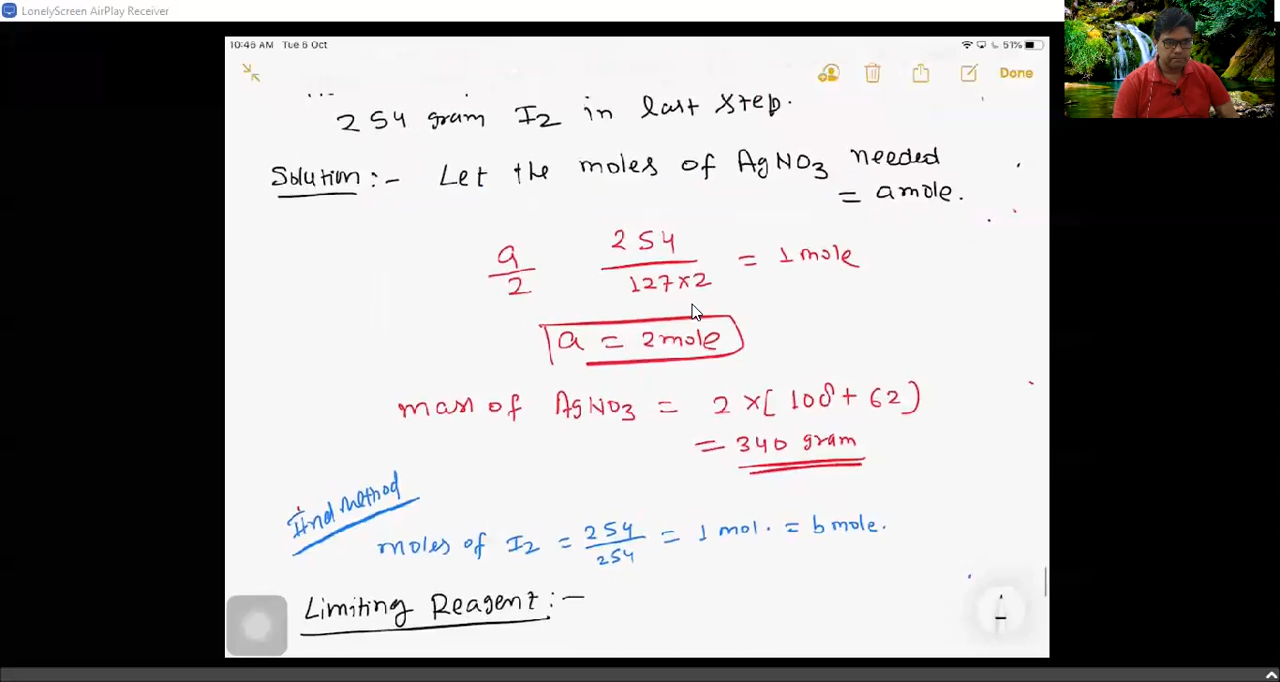 LonelyScreen AirPlay Receiver
10:45 AM Tue 6 Oct
51%
Done
254 gram I2 in last step.
Solution:- Let the moles of AgNO3 needed
= a mole.
a/2 254/127×2 = 1 mole
a = 2 mole
mass of AgNO3 = 2 × [108 + 62)
= 340 gram
IInd Method
moles of I2 = 254/254 = 1 mol. = b mole.
Limiting Reagent:-